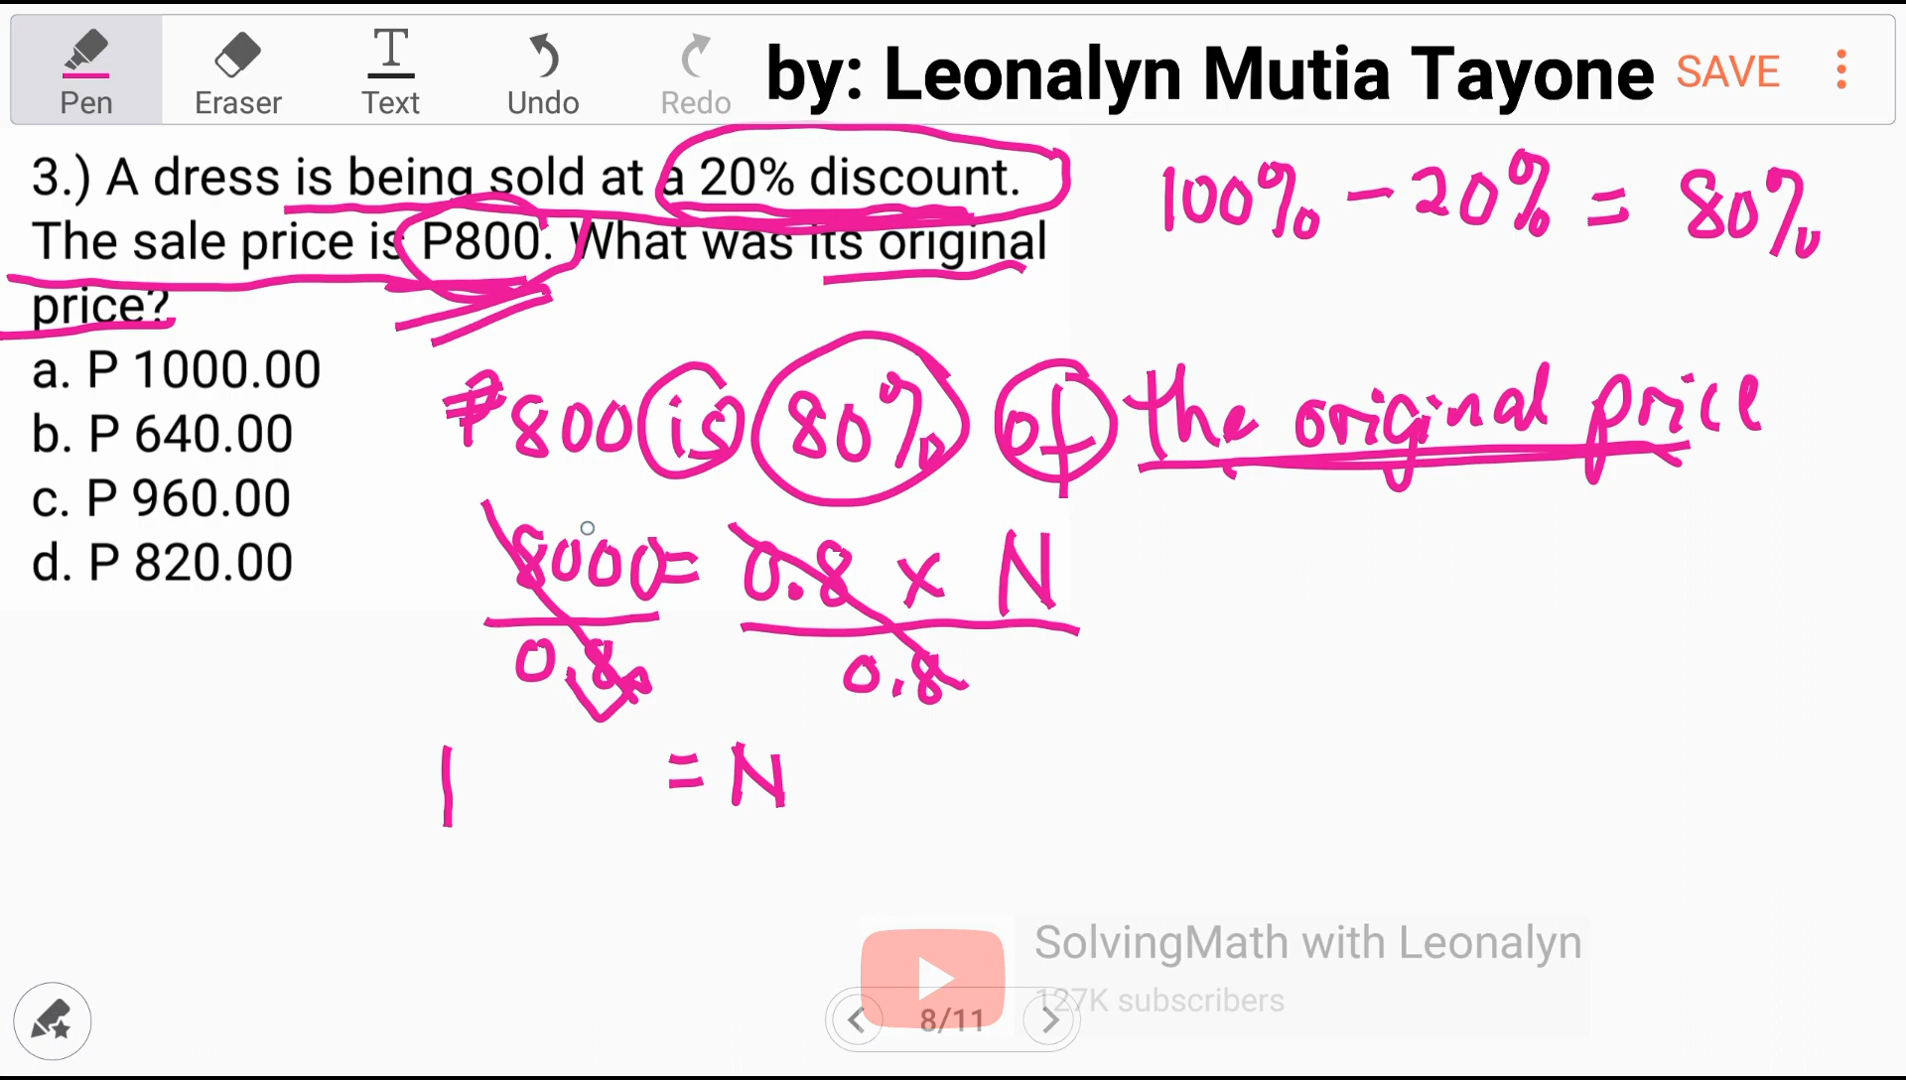 Pen Eraser Text Undo Redo by: Leonalyn Mutia Tayone SAVE
3.) A dress is being sold at a 20% discount.
The sale price is P800. What was its original
price?
a. P 1000.00
b. P 640.00
c. P 960.00
d. P 820.00
100% - 20% = 80%
₱800 is 80% of the original price
8000 = 0.8 x N
0.8 0.8
1 = N
SolvingMath with Leonalyn
127K subscribers
8/11